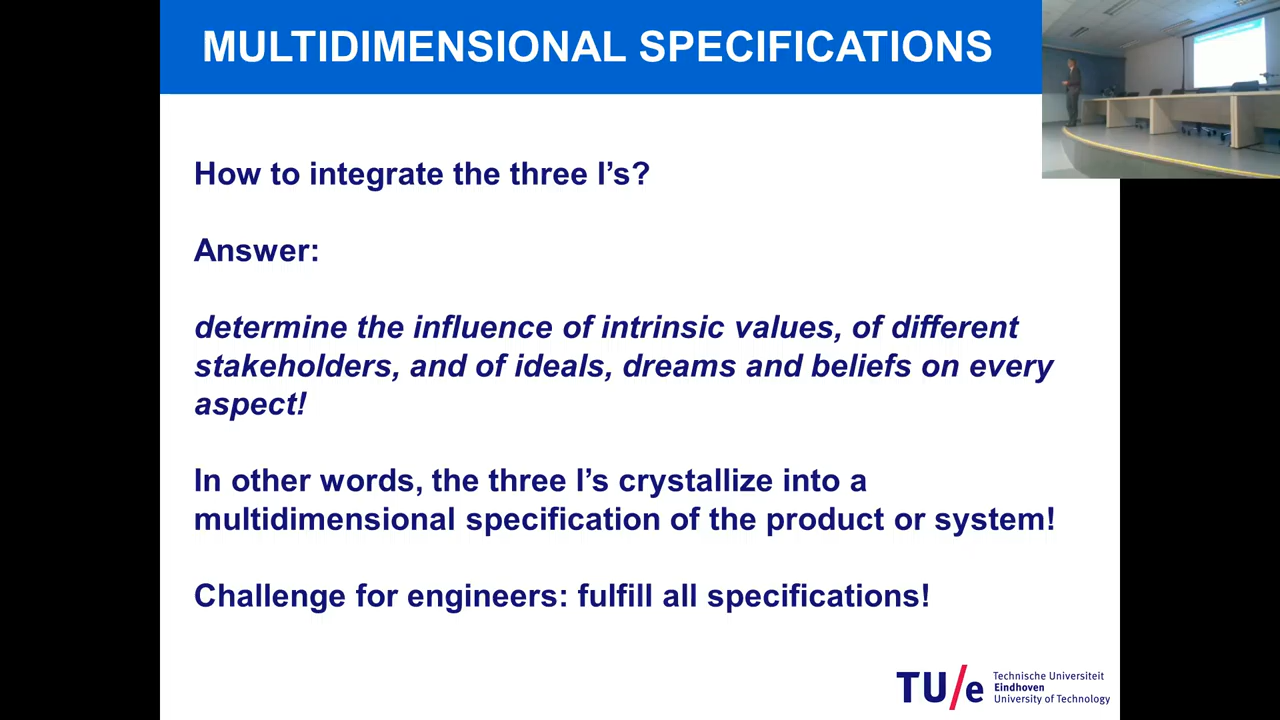 MULTIDIMENSIONAL SPECIFICATIONS
How to integrate the three I’s?
Answer:
determine the influence of intrinsic values, of different
stakeholders, and of ideals, dreams and beliefs on every
aspect!
In other words, the three I’s crystallize into a
multidimensional specification of the product or system!
Challenge for engineers: fulfill all specifications!
TU/e
Technische Universiteit
Eindhoven
University of Technology